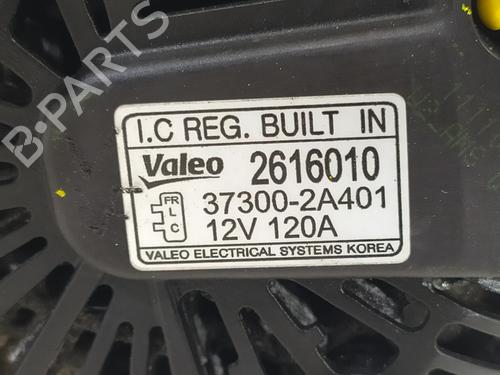 I.C REG. BUILT IN
Valeo 2616010
FR
L
C
37300-2A401
12V 120A
VALEO ELECTRICAL SYSTEMS KOREA
B-PARTS